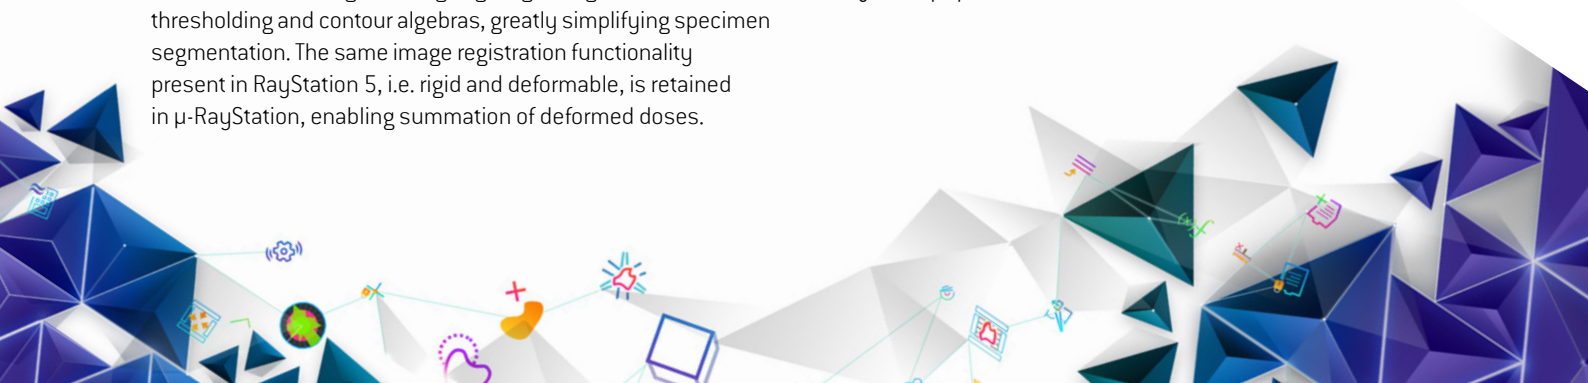 thresholding and contour algebras, greatly simplifying specimen
segmentation. The same image registration functionality
present in RayStation 5, i.e. rigid and deformable, is retained
in μ-RayStation, enabling summation of deformed doses.